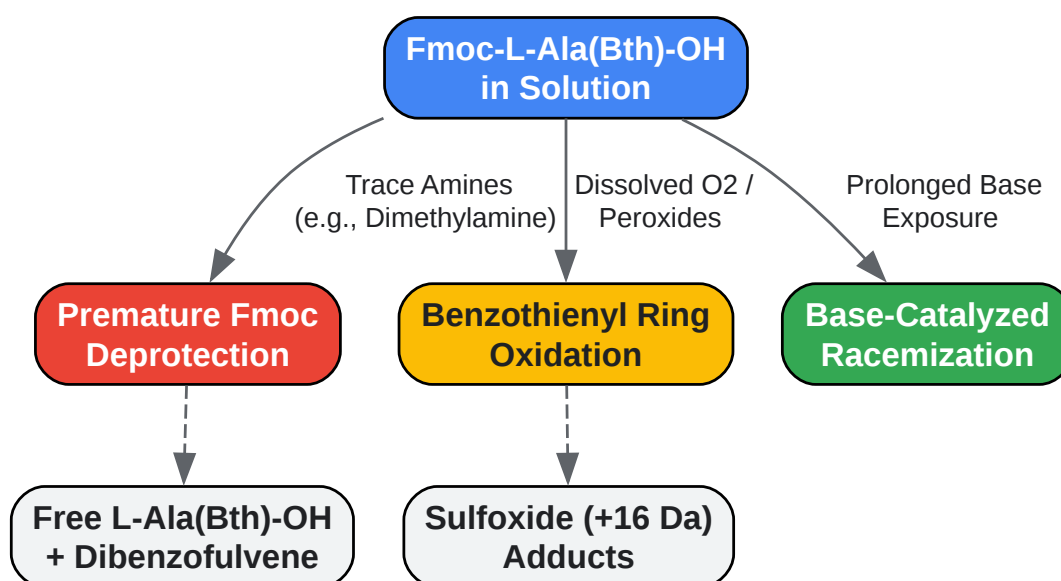 Fmoc-L-Ala(Bth)-OH
in Solution
Trace Amines
(e.g., Dimethylamine)
Dissolved O2 /
Peroxides
Prolonged Base
Exposure
Premature Fmoc
Deprotection
Benzothienyl Ring
Oxidation
Base-Catalyzed
Racemization
Free L-Ala(Bth)-OH
+ Dibenzofulvene
Sulfoxide (+16 Da)
Adducts